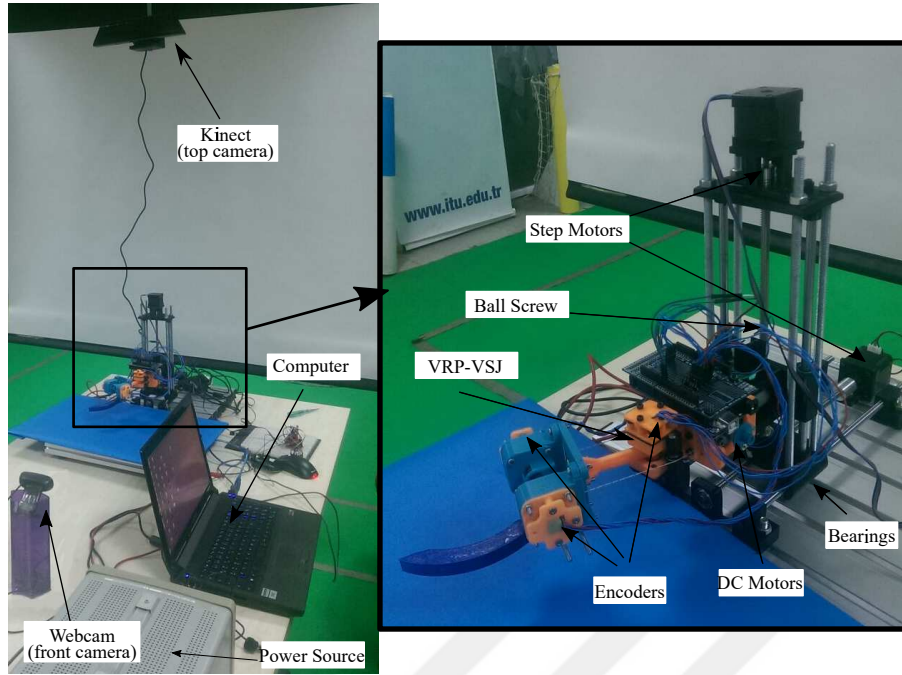 Kinect
(top camera)
Computer
Webcam
(front camera)
Power Source
www.itu.edu.tr
Step Motors
Ball Screw
VRP-VSJ
Encoders
DC Motors
Bearings